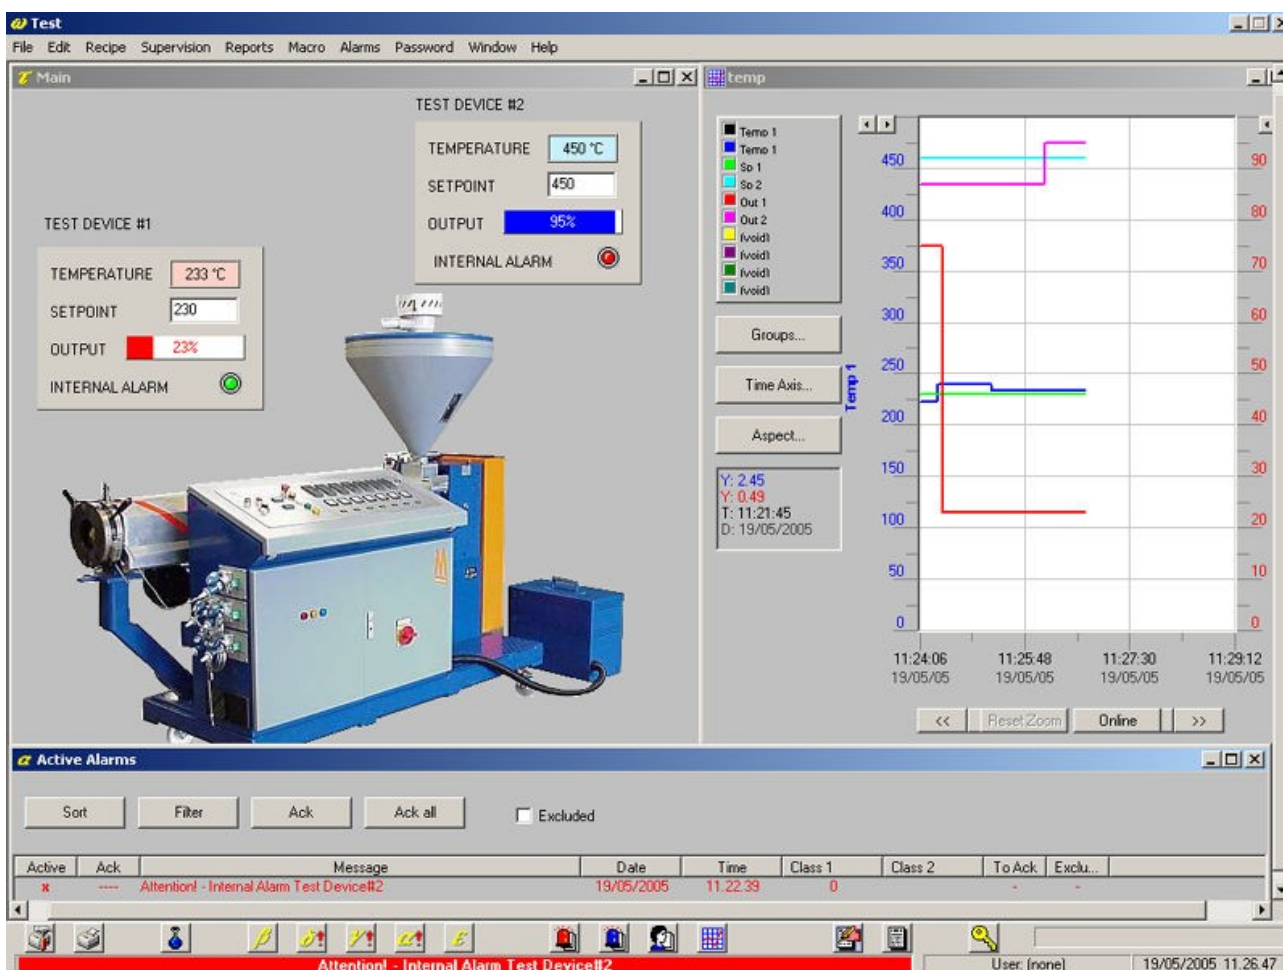 Test
File Edit Recipe Supervision Reports Macro Alarms Password Window Help
Main
TEST DEVICE #2
TEMPERATURE 450 °C
SETPOINT 450
OUTPUT 95%
INTERNAL ALARM
TEST DEVICE #1
TEMPERATURE 233 °C
SETPOINT 230
OUTPUT 23%
INTERNAL ALARM
temp
Temo 1
Temo 1
So 1
So 2
Out 1
Out 2
(void)
(void)
(void)
(void)
Groups...
Time Axis...
Aspect...
Y: 2.45
Y: 0.49
T: 11:21:45
D: 19/05/2005
Temp 1
450 90
400 80
350 70
300 60
250 50
200 40
150 30
100 20
50 10
0 0
11:24:06 11:25:48 11:27:30 11:29:12
19/05/05 19/05/05 19/05/05 19/05/05
<< Reset Zoom Online >>
Active Alarms
Sort Filter Ack Ack all Excluded
Active Ack Message Date Time Class 1 Class 2 To Ack Exclu...
x ---- Attention! - Internal Alarm Test Device#2 19/05/2005 11.22.39 0 - -
β δ! γ! α! ε
Attention! - Internal Alarm Test Device#2 User: (none) 19/05/2005 11.26.47